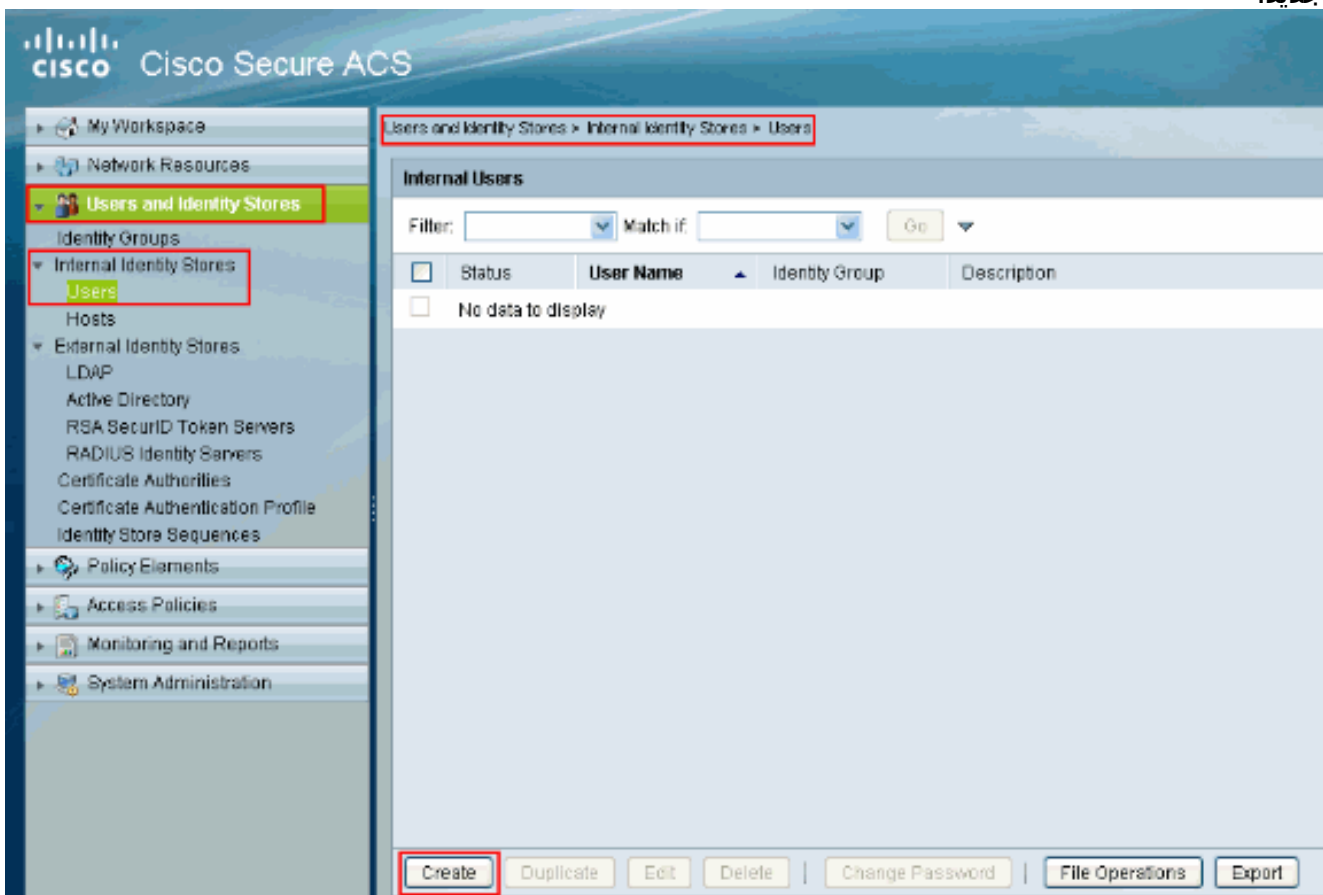 جديد.
CISCO Cisco Secure ACS
My Workspace
Network Resources
Users and Identity Stores
Identity Groups
Internal Identity Stores
Users
Hosts
External Identity Stores
LDAP
Active Directory
RSA SecurID Token Servers
RADIUS Identity Servers
Certificate Authorities
Certificate Authentication Profile
Identity Store Sequences
Policy Elements
Access Policies
Monitoring and Reports
System Administration
Users and Identity Stores > Internal Identity Stores > Users
Internal Users
Filter: Match if: Go
Status User Name Identity Group Description
No data to display
Create Duplicate Edit Delete | Change Password | File Operations Export